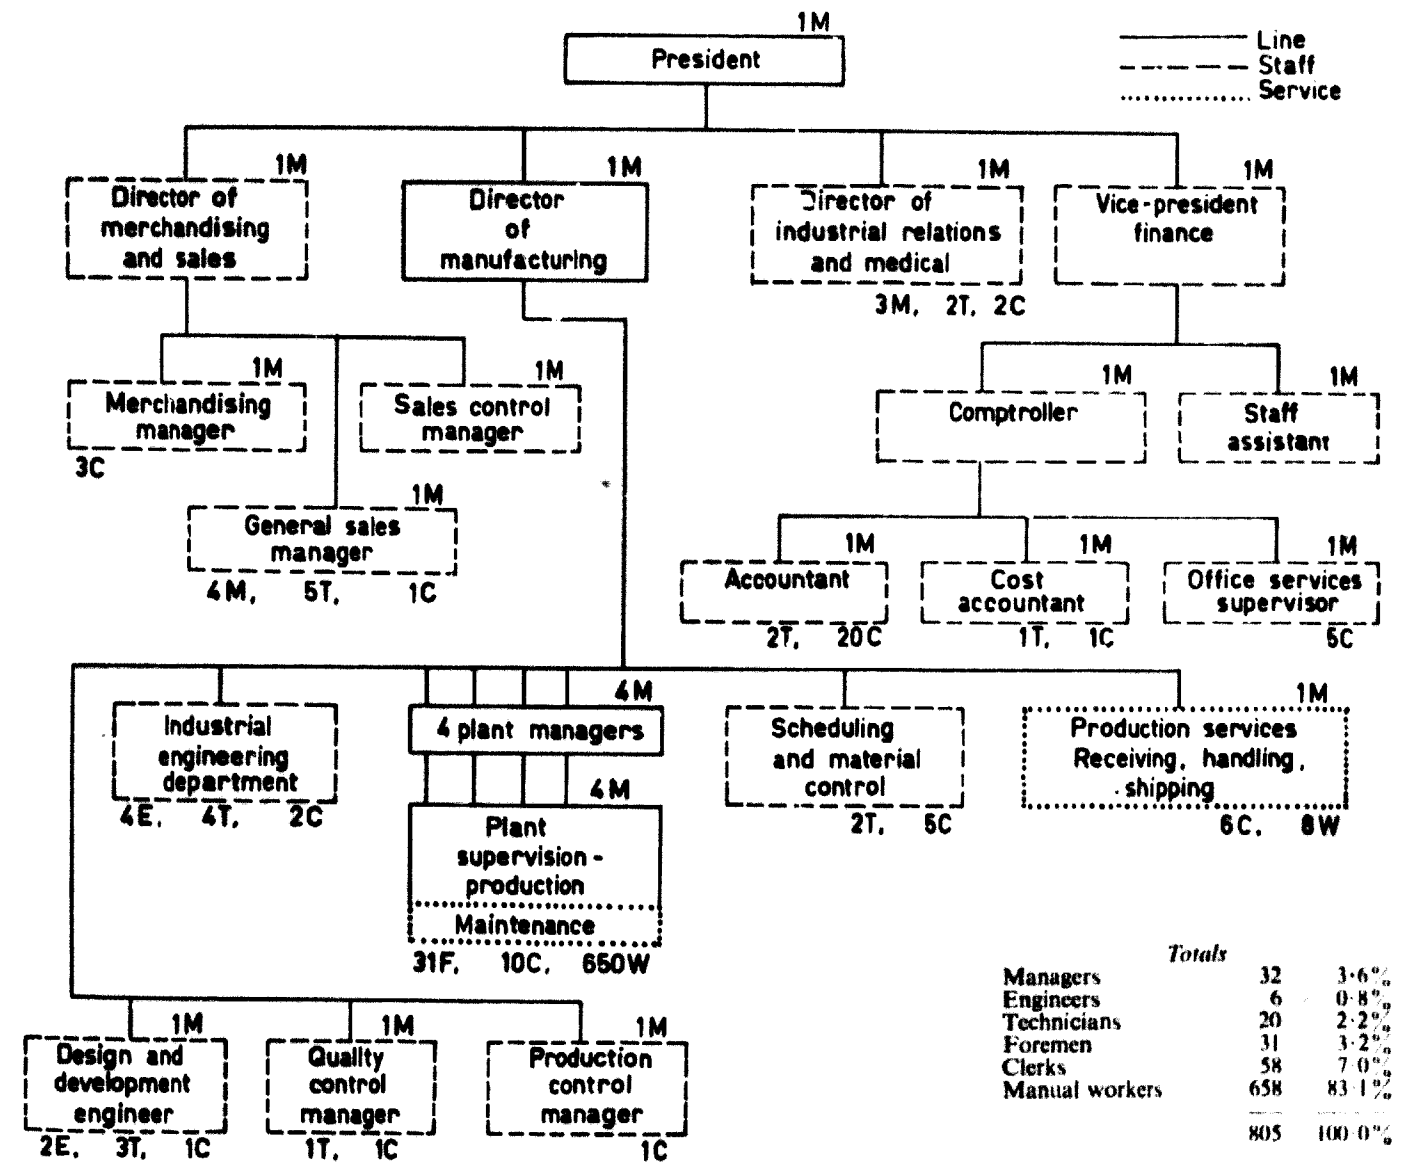 1M
President
Line
Staff
Service
1M
Director of
merchandising
and sales
1M
Director
of
manufacturing
1M
Director of
industrial relations
and medical
3M, 2T, 2C
1M
Vice-president
finance
1M
Merchandising
manager
3C
1M
Sales control
manager
1M
General sales
manager
4M, 5T, 1C
1M
Comptroller
1M
Staff
assistant
1M
Accountant
2T, 20C
1M
Cost
accountant
1T, 1C
1M
Office services
supervisor
5C
Industrial
engineering
department
4E, 4T, 2C
4M
4 plant managers
4M
Plant
supervision-
production
Maintenance
31F, 10C, 650W
Scheduling
and material
control
2T, 5C
1M
Production services
Receiving, handling,
shipping
6C, 8W
1M
Design and
development
engineer
2E, 3T, 1C
1M
Quality
control
manager
1T, 1C
1M
Production
control
manager
1C
Totals
Managers 32 3·6%
Engineers 6 0·8%
Technicians 20 2·2%
Foremen 31 3·2%
Clerks 58 7·0%
Manual workers 658 83·1%
805 100·0%